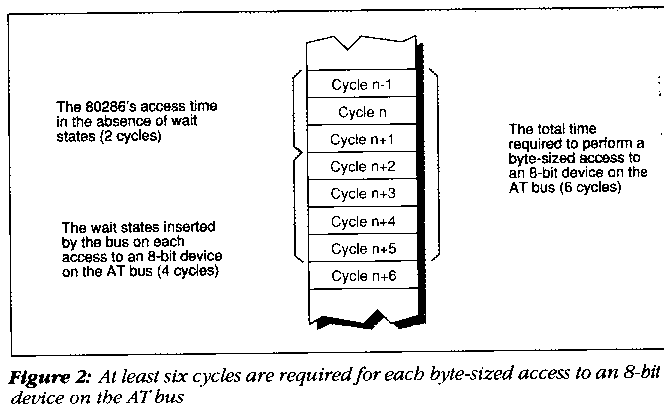 The 80286's access time
in the absence of wait
states (2 cycles)
The wait states inserted
by the bus on each
access to an 8-bit device
on the AT bus (4 cycles)
Cycle n-1
Cycle n
Cycle n+1
Cycle n+2
Cycle n+3
Cycle n+4
Cycle n+5
Cycle n+6
The total time
required to perform a
byte-sized access to
an 8-bit device on the
AT bus (6 cycles)
Figure 2: At least six cycles are required for each byte-sized access to an 8-bit
device on the AT bus